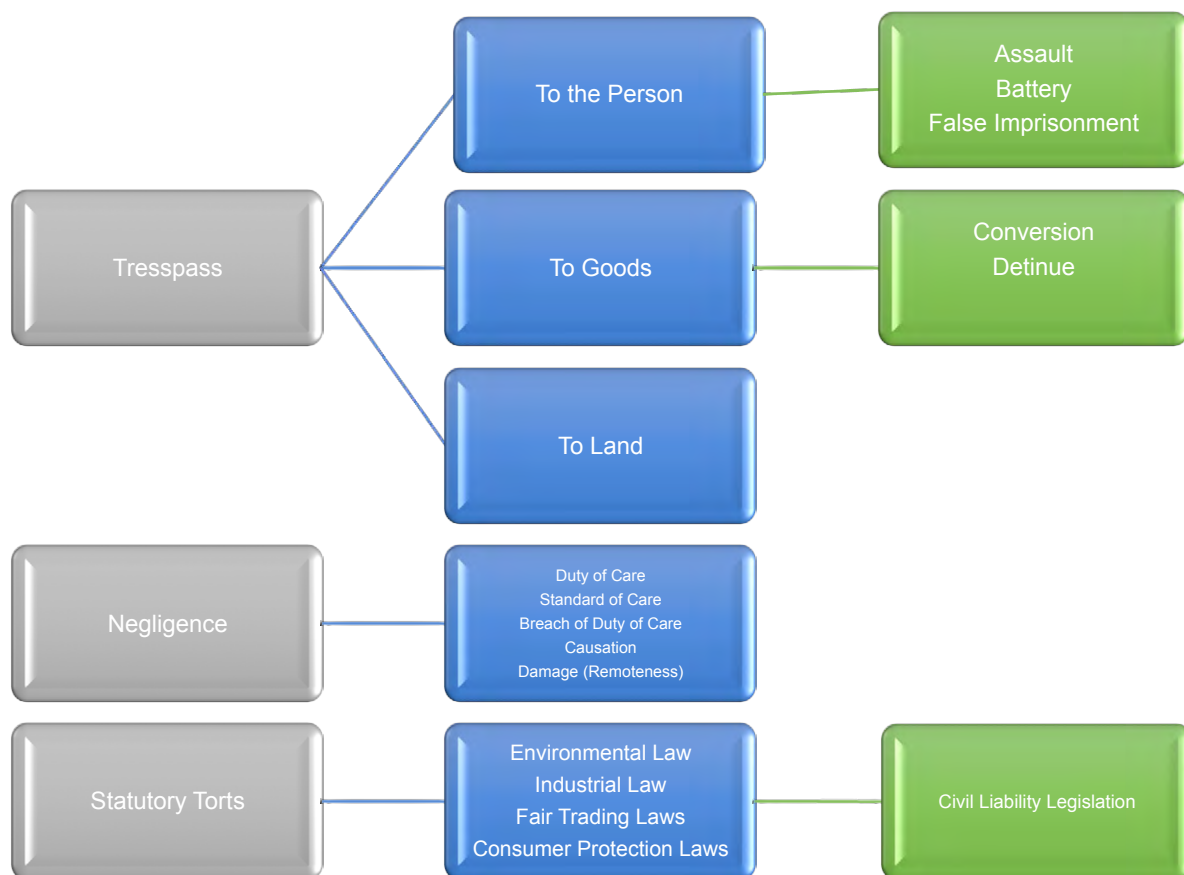 Tresspass
To the Person
Assault
Battery
False Imprisonment
To Goods
Conversion
Detinue
To Land
Negligence
Duty of Care
Standard of Care
Breach of Duty of Care
Causation
Damage (Remoteness)
Statutory Torts
Environmental Law
Industrial Law
Fair Trading Laws
Consumer Protection Laws
Civil Liability Legislation